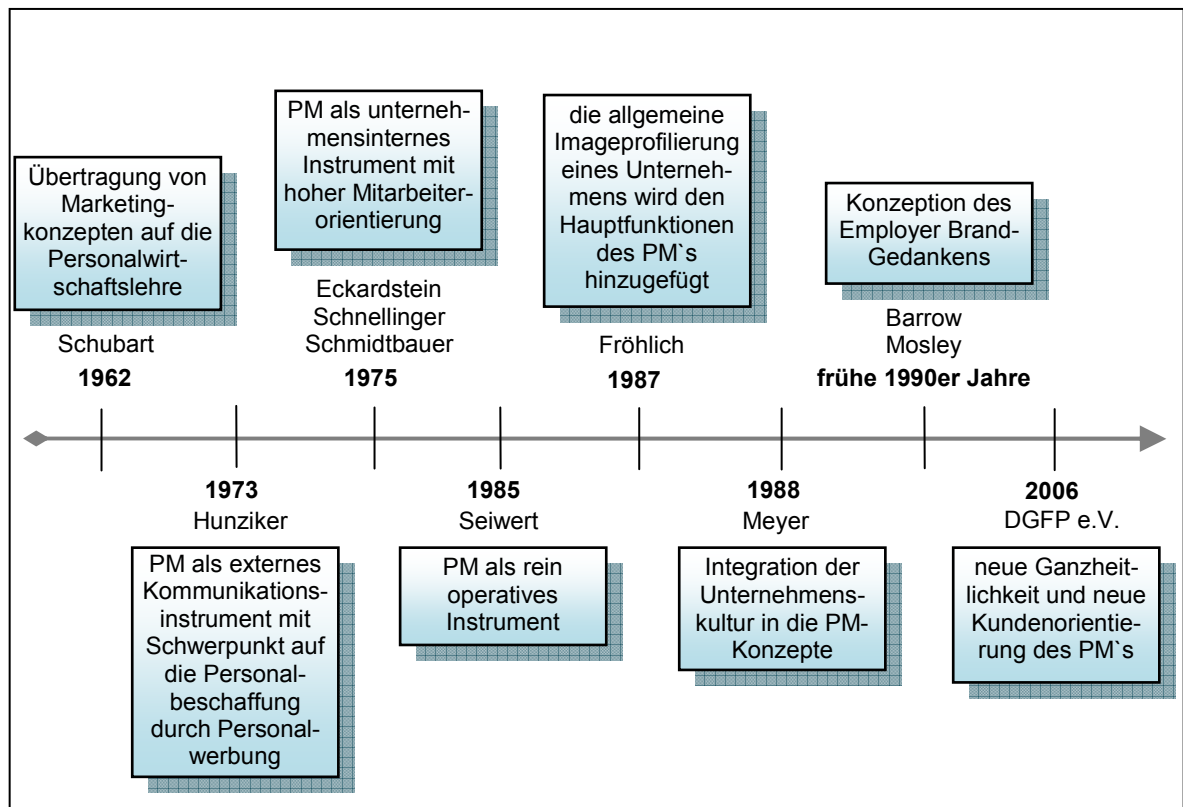 Übertragung von
Marketing-
konzepten auf die
Personalwirt-
schaftslehre
Schubart
1962
PM als unterneh-
mensinternes
Instrument mit
hoher Mitarbeiter-
orientierung
Eckardstein
Schnellinger
Schmidtbauer
1975
die allgemeine
Imageprofilierung
eines Unterneh-
mens wird den
Hauptfunktionen
des PM`s
hinzugefügt
Fröhlich
1987
Konzeption des
Employer Brand-
Gedankens
Barrow
Mosley
frühe 1990er Jahre
1973
Hunziker
PM als externes
Kommunikations-
instrument mit
Schwerpunkt auf
die Personal-
beschaffung
durch Personal-
werbung
1985
Seiwert
PM als rein
operatives
Instrument
1988
Meyer
Integration der
Unternehmens-
kultur in die PM-
Konzepte
2006
DGFP e.V.
neue Ganzheit-
lichkeit und neue
Kundenorientie-
rung des PM`s